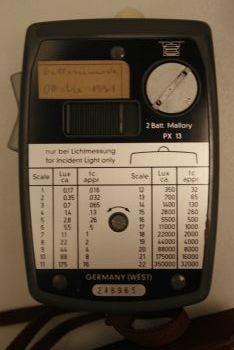 2 Batt. Mallory
PX 13
nur bei Lichtmessung
for Incident Light only
Scale Lux ca. fc appr. Scale Lux ca. fc appr.
1 0,17 .016 12 350 32
2 0,35 .032 13 700 65
3 0,7 .065 14 1400 130
4 1,4 .13 15 2800 260
5 2,8 .26 16 5500 500
6 5,5 .5 17 11000 1000
7 11 1 18 22000 2000
8 22 2 19 44000 4000
9 44 4 20 88000 8000
10 88 8 21 175000 16000
11 175 16 22 350000 32000
GERMANY (WEST)